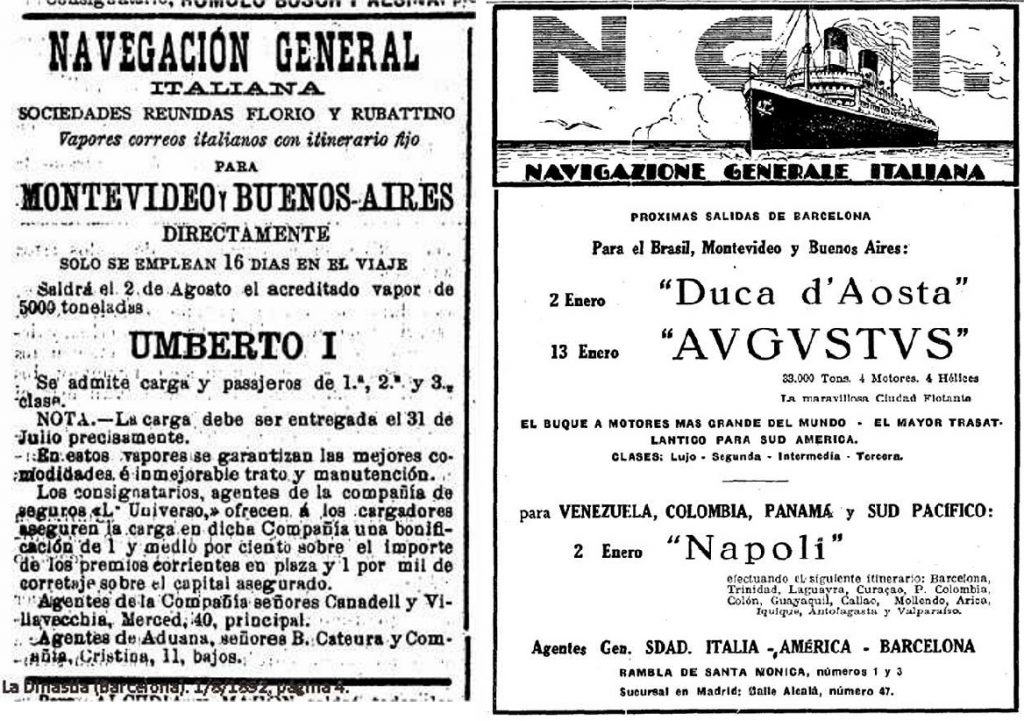 Consignatario, ROMULO BOSCH Y ALSINA,
NAVEGACIÓN GENERAL
ITALIANA
SOCIEDADES REUNIDAS FLORIO Y RUBATTINO
Vapores correos italianos con itinerario fijo
PARA
MONTEVIDEO Y BUENOS-AIRES
DIRECTAMENTE
SOLO SE EMPLEAN 16 DIAS EN EL VIAJE
Saldrá el 2 de Agosto el acreditado vapor de
5000 toneladas.
UMBERTO I
Se admite carga y pasajeros de 1.ª, 2.ª y 3.ª
clase.
NOTA.—La carga debe ser entregada el 31 de
Julio precisamente.
En estos vapores se garantizan las mejores co-
modidades é inmejorable trato y manutención.
Los consignatarios, agentes de la compañía de
seguros «L' Universo,» ofrecen á los cargadores
aseguren la carga en dicha Compañía una bonifi-
cación de 1 y medio por ciento sobre el importe
de los premios corrientes en plaza y 1 por mil de
corretaje sobre el capital asegurado.
Agentes de la Compañía señores Canadell y Vi-
llavecchia, Merced, 40, principal.
Agentes de Aduana, señores B. Cateura y Com-
pañía, Cristina, 11, bajos.
La Dinastía (Barcelona). 1/8/1892, página 4.
N.G.I.
NAVIGAZIONE GENERALE ITALIANA
PROXIMAS SALIDAS DE BARCELONA
Para el Brasil, Montevideo y Buenos Aires:
2 Enero "Duca d'Aosta"
13 Enero "AVGVSTVS"
33.000 Tons. 4 Motores. 4 Hélices
La maravillosa Ciudad Flotante
EL BUQUE A MOTORES MAS GRANDE DEL MUNDO - EL MAYOR TRASAT-
LANTICO PARA SUD AMERICA.
CLASES: Lujo - Segunda - Intermedia - Tercera.
para VENEZUELA, COLOMBIA, PANAMÁ y SUD PACÍFICO:
2 Enero "Napoli"
efectuando el siguiente itinerario: Barcelona,
Trinidad, Laguayra, Curaçao, P. Colombia,
Colón, Guayaquil, Callao, Mollendo, Arica,
Iquique, Antofagasta y Valparaíso.
Agentes Gen. SDAD. ITALIA - AMÉRICA - BARCELONA
RAMBLA DE SANTA MONICA, números 1 y 3
Sucursal en Madrid: Calle Alcalá, número 47.